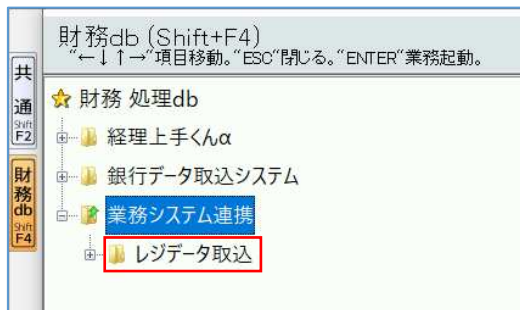 財務db (Shift+F4)
“←↓↑→”項目移動。“ESC”閉じる。“ENTER”業務起動。
共通
Shift
F2
財務db
Shift
F4
財務 処理db
経理上手くんα
銀行データ取込システム
業務システム連携
レジデータ取込